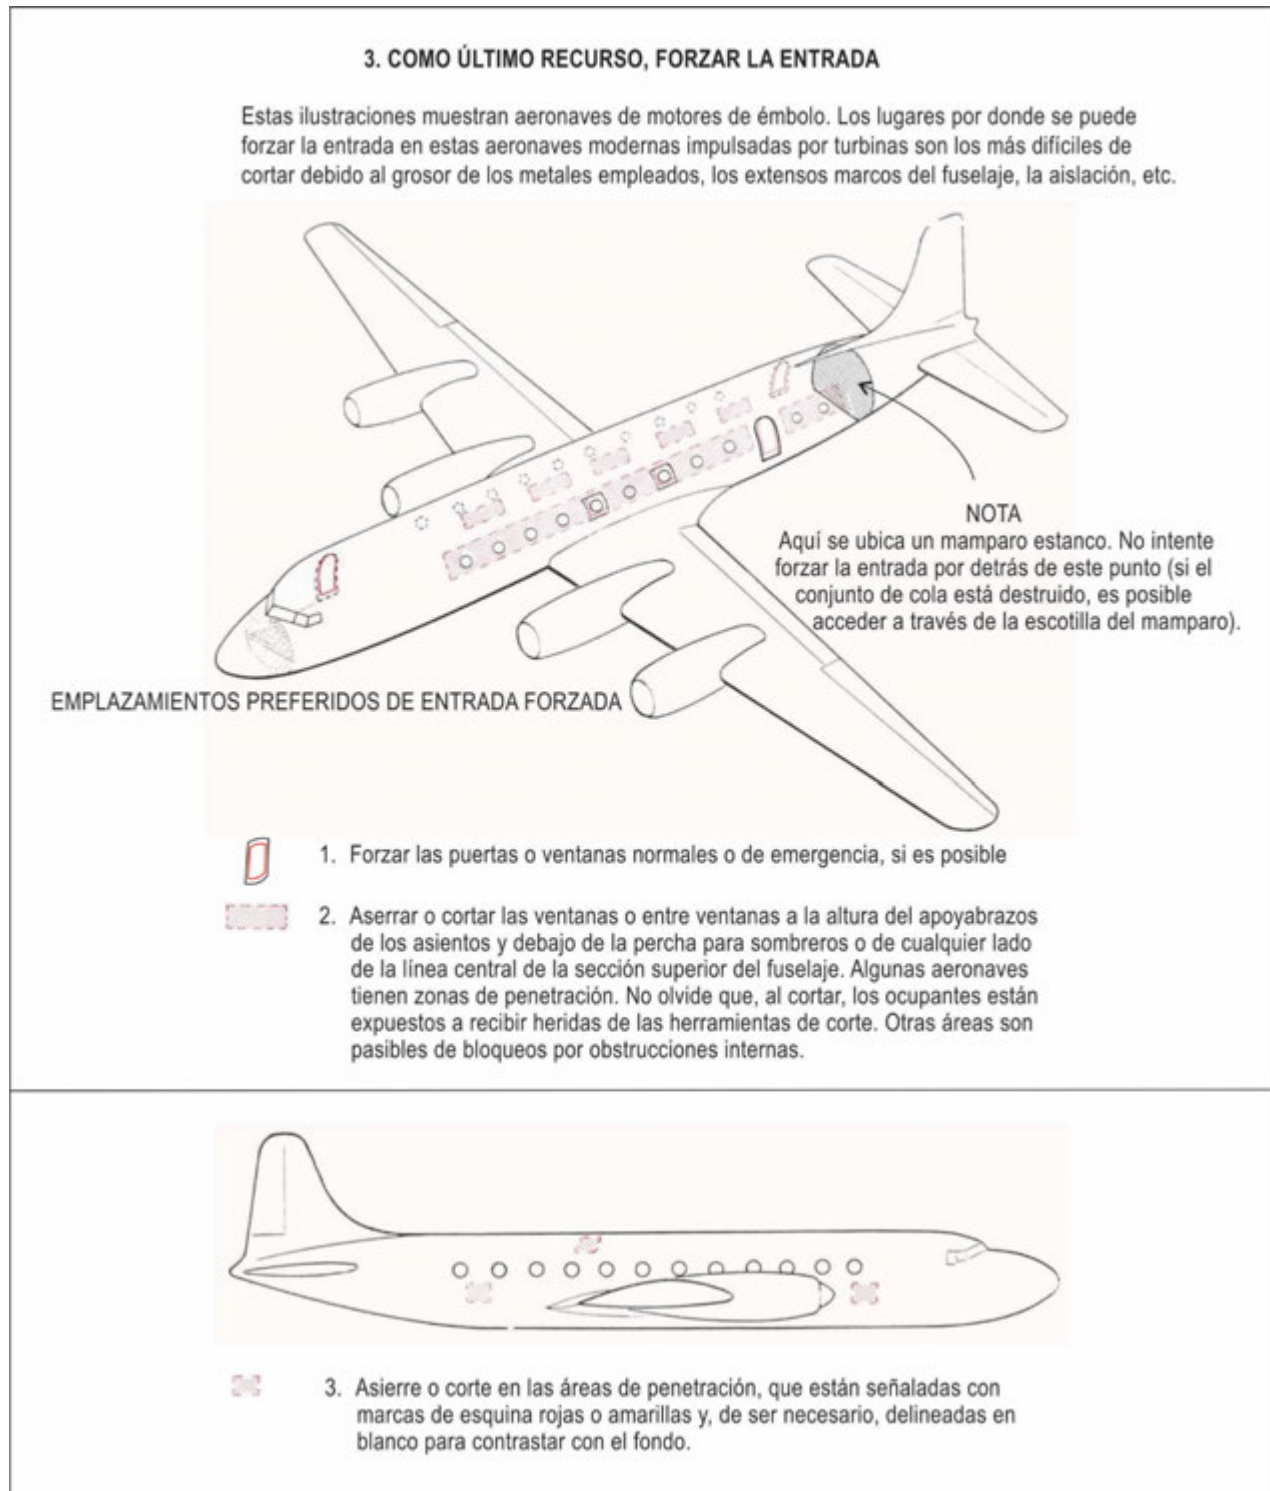 3. COMO ÚLTIMO RECURSO, FORZAR LA ENTRADA
Estas ilustraciones muestran aeronaves de motores de émbolo. Los lugares por donde se puede
forzar la entrada en estas aeronaves modernas impulsadas por turbinas son los más difíciles de
cortar debido al grosor de los metales empleados, los extensos marcos del fuselaje, la aislación, etc.
NOTA
Aquí se ubica un mamparo estanco. No intente
forzar la entrada por detrás de este punto (si el
conjunto de cola está destruido, es posible
acceder a través de la escotilla del mamparo).
EMPLAZAMIENTOS PREFERIDOS DE ENTRADA FORZADA
1. Forzar las puertas o ventanas normales o de emergencia, si es posible
2. Aserrar o cortar las ventanas o entre ventanas a la altura del apoyabrazos
de los asientos y debajo de la percha para sombreros o de cualquier lado
de la línea central de la sección superior del fuselaje. Algunas aeronaves
tienen zonas de penetración. No olvide que, al cortar, los ocupantes están
expuestos a recibir heridas de las herramientas de corte. Otras áreas son
pasibles de bloqueos por obstrucciones internas.
3. Asierre o corte en las áreas de penetración, que están señaladas con
marcas de esquina rojas o amarillas y, de ser necesario, delineadas en
blanco para contrastar con el fondo.